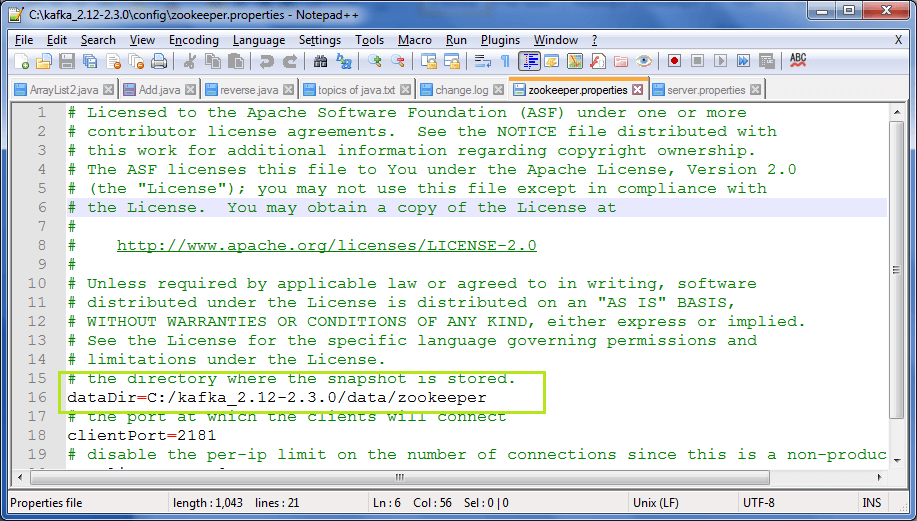 C:\kafka_2.12-2.3.0\config\zookeeper.properties - Notepad++
File Edit Search View Encoding Language Settings Tools Macro Run Plugins Window ? X
ABC
ArrayList2.java Add.java reverse.java topics of java.txt change.log zookeeper.properties server.properties
1 # Licensed to the Apache Software Foundation (ASF) under one or more
2 # contributor license agreements.  See the NOTICE file distributed with
3 # this work for additional information regarding copyright ownership.
4 # The ASF licenses this file to You under the Apache License, Version 2.0
5 # (the "License"); you may not use this file except in compliance with
6 # the License.  You may obtain a copy of the License at
7 #
8 #    http://www.apache.org/licenses/LICENSE-2.0
9 #
10 # Unless required by applicable law or agreed to in writing, software
11 # distributed under the License is distributed on an "AS IS" BASIS,
12 # WITHOUT WARRANTIES OR CONDITIONS OF ANY KIND, either express or implied.
13 # See the License for the specific language governing permissions and
14 # limitations under the License.
15 # the directory where the snapshot is stored.
16 dataDir=C:/kafka_2.12-2.3.0/data/zookeeper
17 # the port at which the clients will connect
18 clientPort=2181
19 # disable the per-ip limit on the number of connections since this is a non-produc
Properties file length : 1,043 lines : 21 Ln : 6 Col : 56 Sel : 0 | 0 Unix (LF) UTF-8 INS